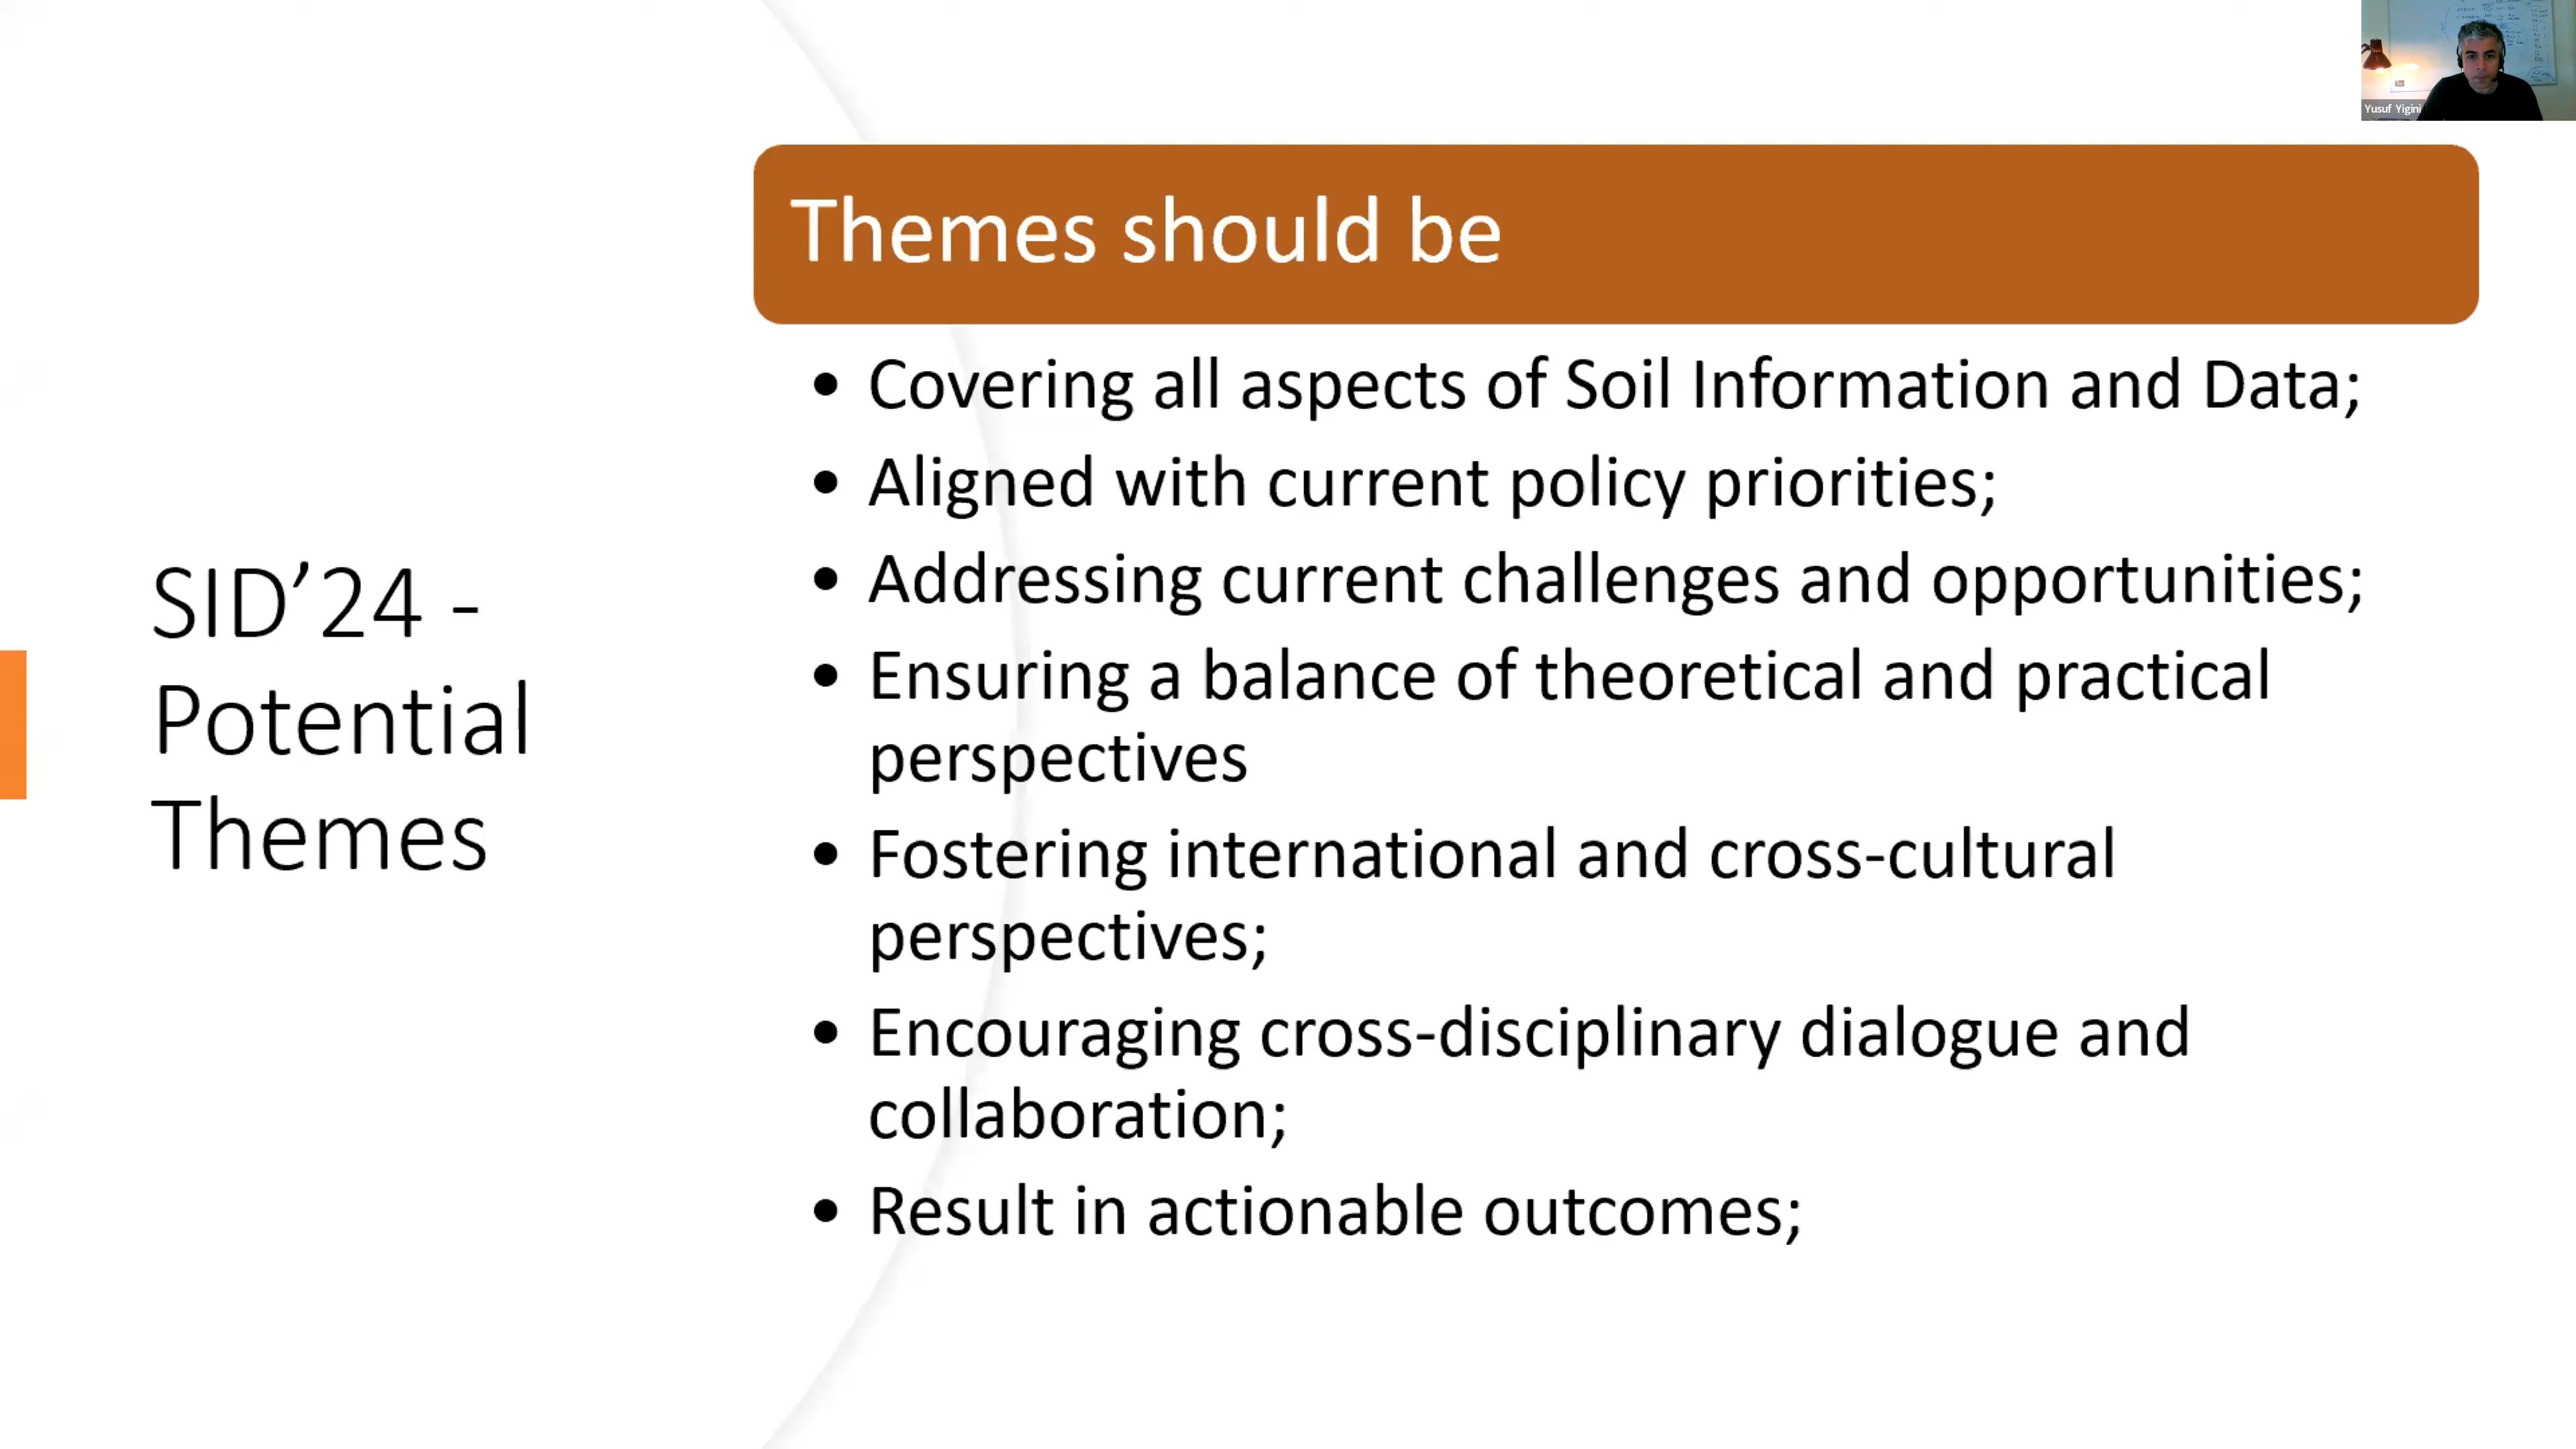 Yusuf Yigini
Themes should be
• Covering all aspects of Soil Information and Data;
• Aligned with current policy priorities;
• Addressing current challenges and opportunities;
• Ensuring a balance of theoretical and practical
perspectives
• Fostering international and cross-cultural
perspectives;
• Encouraging cross-disciplinary dialogue and
collaboration;
• Result in actionable outcomes;
SID’24 -
Potential
Themes